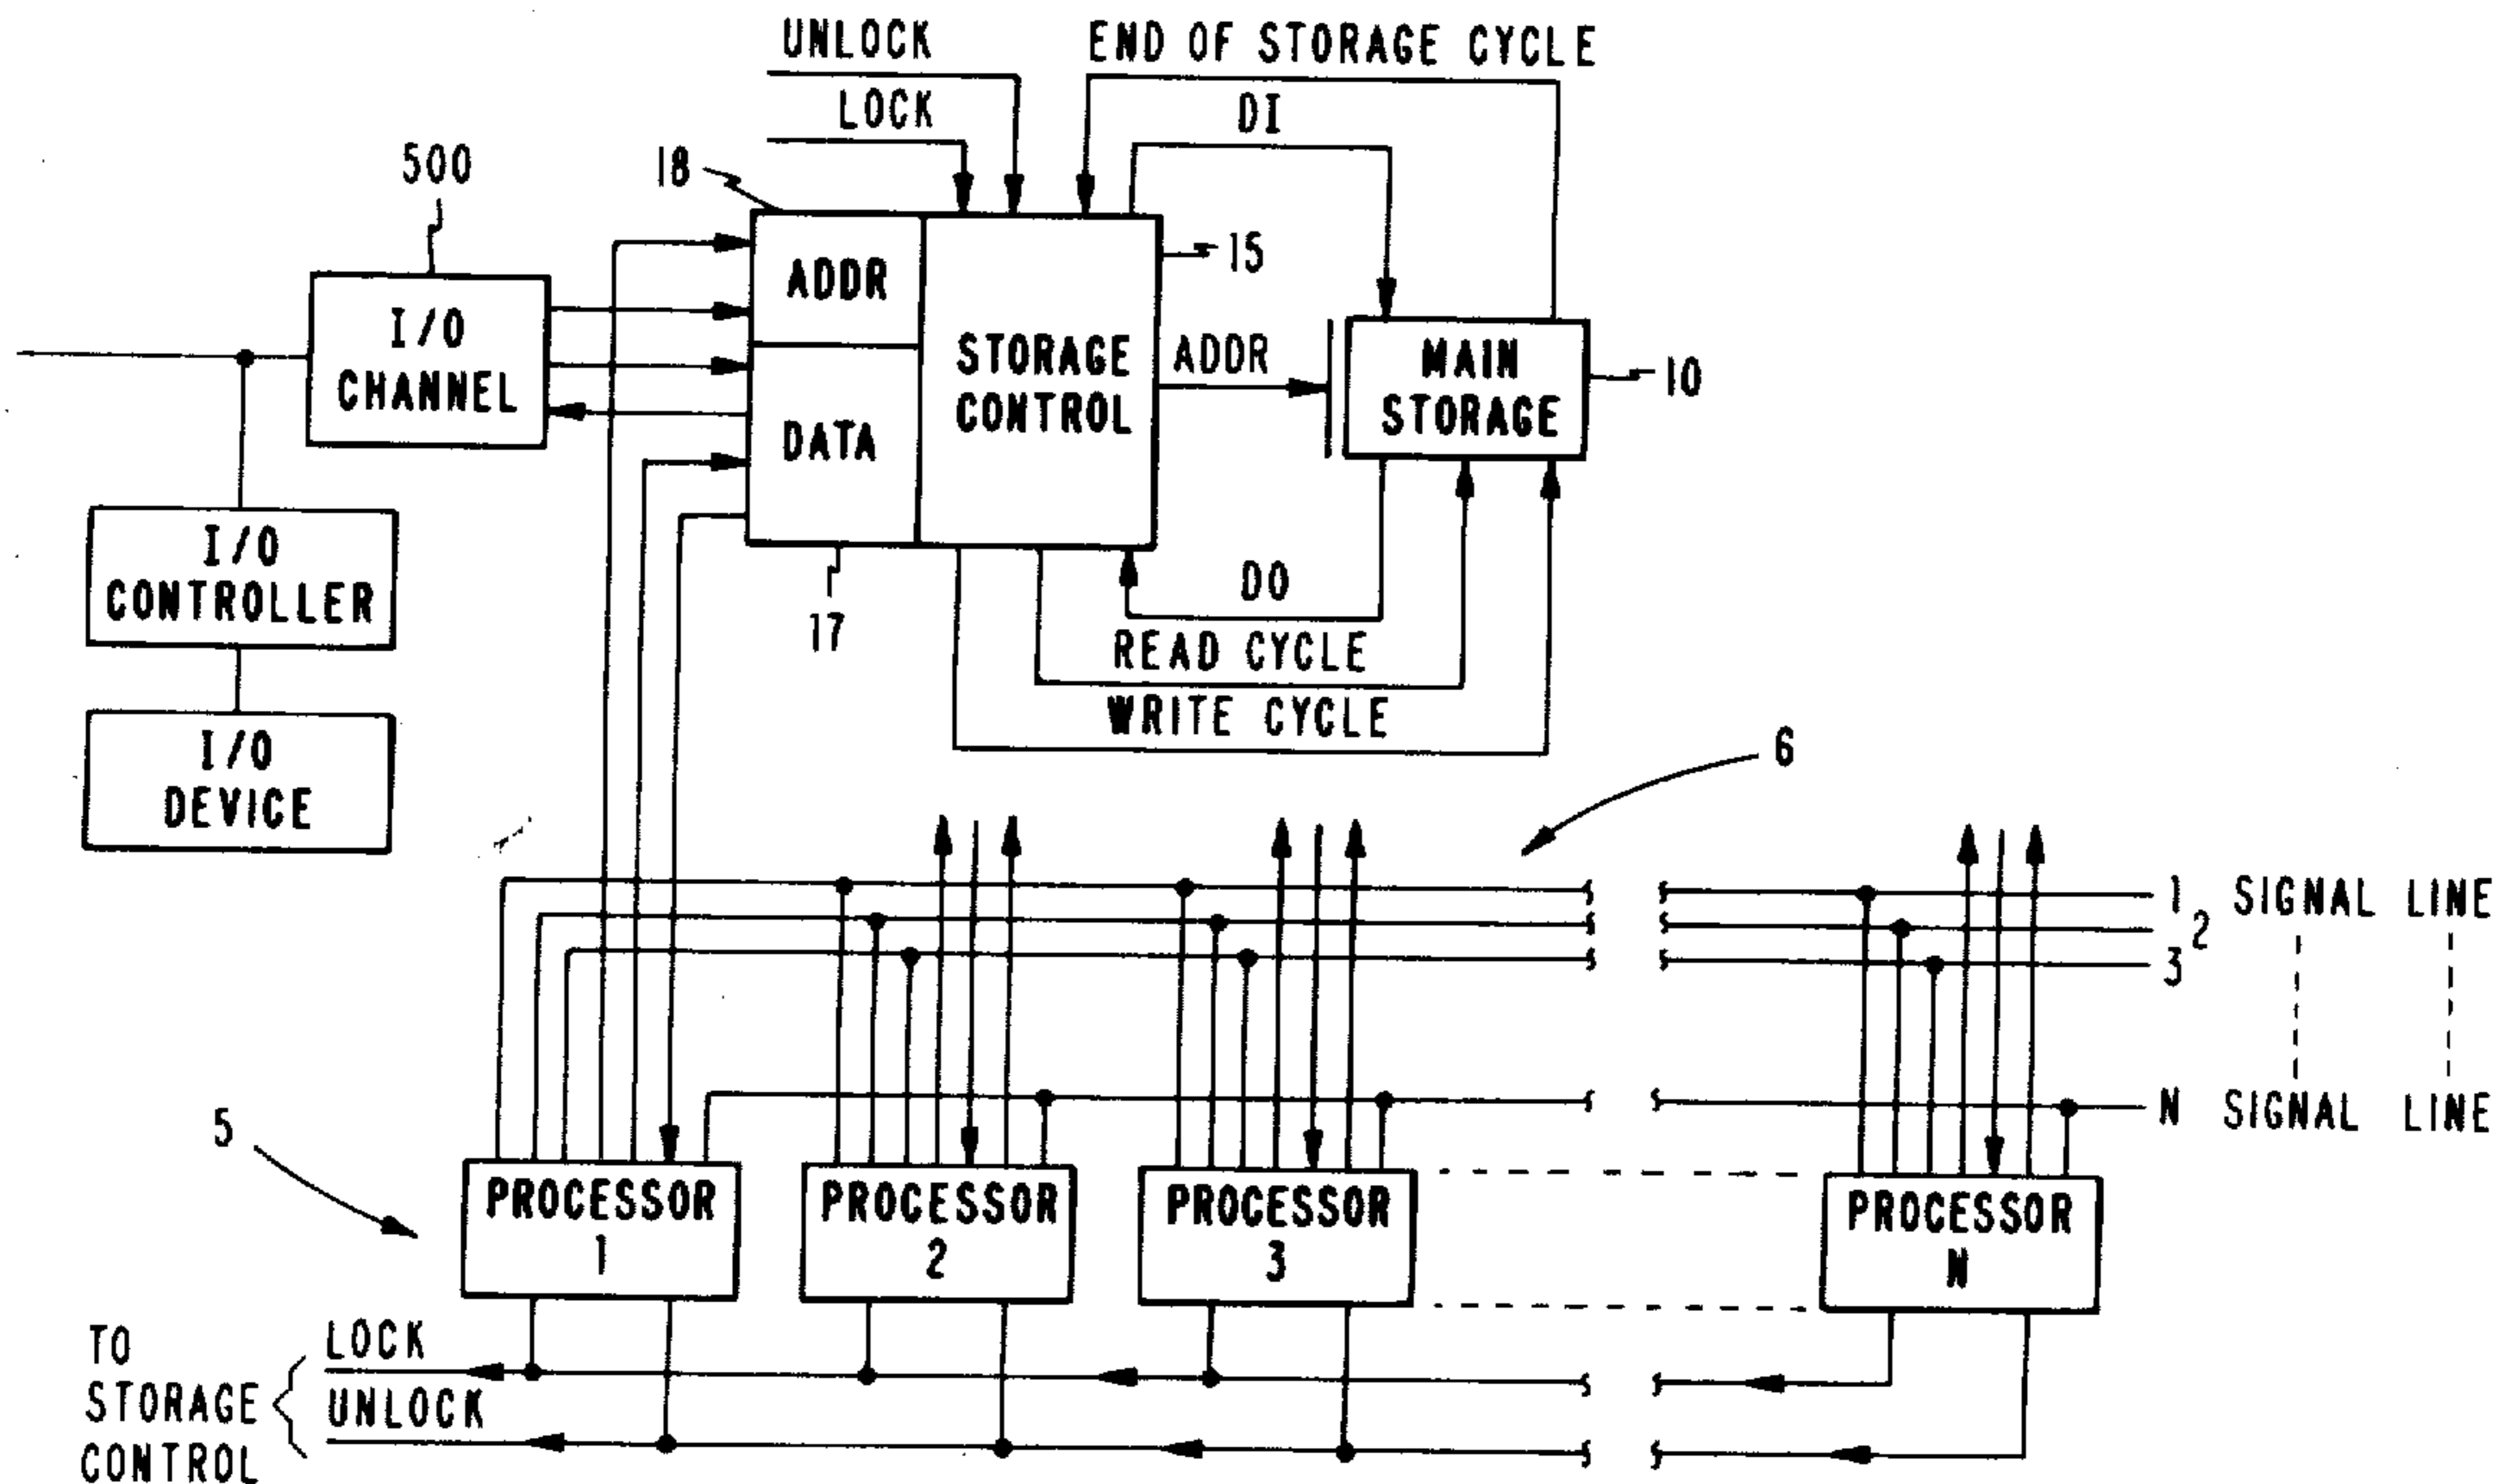 UNLOCK
END OF STORAGE CYCLE
LOCK
DI
500
18
15
ADDR
I/O
CHANNEL
STORAGE
CONTROL
ADDR
MAIN
STORAGE
10
DATA
I/O
CONTROLLER
17
DO
READ CYCLE
WRITE CYCLE
I/O
DEVICE
6
1 SIGNAL LINE
2
3
N SIGNAL LINE
5
PROCESSOR
1
PROCESSOR
2
PROCESSOR
3
PROCESSOR
N
TO
STORAGE
CONTROL
LOCK
UNLOCK